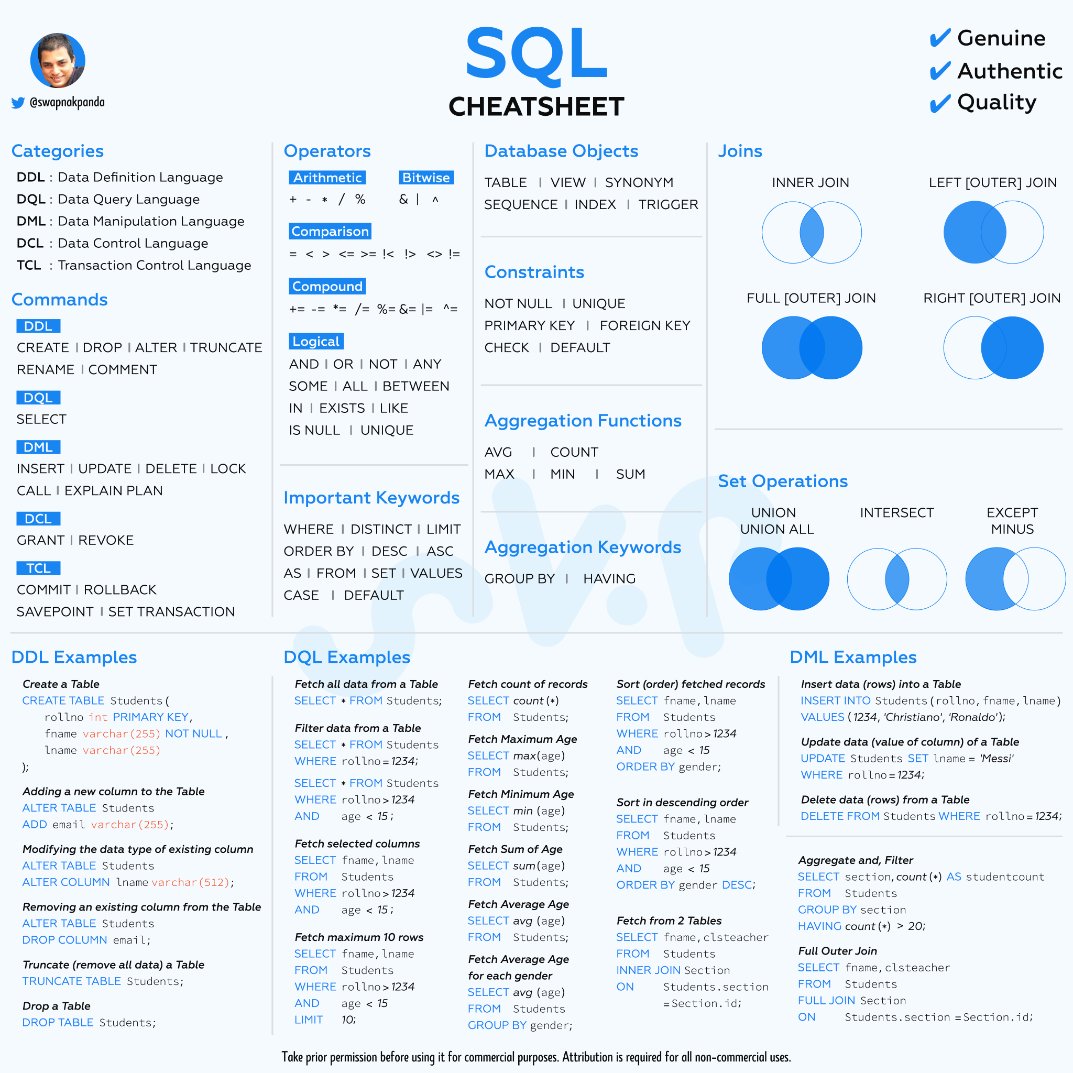 SQL
CHEATSHEET
@swapnakpanda
✔ Genuine
✔ Authentic
✔ Quality
Categories
DDL : Data Definition Language
DQL : Data Query Language
DML : Data Manipulation Language
DCL : Data Control Language
TCL : Transaction Control Language
Commands
DDL
CREATE | DROP | ALTER | TRUNCATE
RENAME | COMMENT
DQL
SELECT
DML
INSERT | UPDATE | DELETE | LOCK
CALL | EXPLAIN PLAN
DCL
GRANT | REVOKE
TCL
COMMIT | ROLLBACK
SAVEPOINT | SET TRANSACTION
Operators
Arithmetic
+ - * / %
Bitwise
& | ^
Comparison
= < > <= >= !< !> <> !=
Compound
+= -= *= /= %= &= |= ^=
Logical
AND | OR | NOT | ANY
SOME | ALL | BETWEEN
IN | EXISTS | LIKE
IS NULL | UNIQUE
Important Keywords
WHERE | DISTINCT | LIMIT
ORDER BY | DESC | ASC
AS | FROM | SET | VALUES
CASE | DEFAULT
Database Objects
TABLE | VIEW | SYNONYM
SEQUENCE | INDEX | TRIGGER
Constraints
NOT NULL | UNIQUE
PRIMARY KEY | FOREIGN KEY
CHECK | DEFAULT
Aggregation Functions
AVG | COUNT
MAX | MIN | SUM
Aggregation Keywords
GROUP BY | HAVING
Joins
INNER JOIN
LEFT [OUTER] JOIN
FULL [OUTER] JOIN
RIGHT [OUTER] JOIN
Set Operations
UNION
UNION ALL
INTERSECT
EXCEPT
MINUS
svp
DDL Examples
Create a Table
CREATE TABLE Students(
rollno int PRIMARY KEY,
fname varchar(255) NOT NULL,
lname varchar(255)
);
Adding a new column to the Table
ALTER TABLE Students
ADD email varchar(255);
Modifying the data type of existing column
ALTER TABLE Students
ALTER COLUMN lname varchar(512);
Removing an existing column from the Table
ALTER TABLE Students
DROP COLUMN email;
Truncate (remove all data) a Table
TRUNCATE TABLE Students;
Drop a Table
DROP TABLE Students;
DQL Examples
Fetch all data from a Table
SELECT * FROM Students;
Filter data from a Table
SELECT * FROM Students
WHERE rollno=1234;
SELECT * FROM Students
WHERE rollno>1234
AND age < 15;
Fetch selected columns
SELECT fname, lname
FROM Students
WHERE rollno>1234
AND age < 15;
Fetch maximum 10 rows
SELECT fname, lname
FROM Students
WHERE rollno>1234
AND age < 15
LIMIT 10;
Fetch count of records
SELECT count(*)
FROM Students;
Fetch Maximum Age
SELECT max(age)
FROM Students;
Fetch Minimum Age
SELECT min (age)
FROM Students;
Fetch Sum of Age
SELECT sum(age)
FROM Students;
Fetch Average Age
SELECT avg (age)
FROM Students;
Fetch Average Age
for each gender
SELECT avg (age)
FROM Students
GROUP BY gender;
Sort (order) fetched records
SELECT fname, lname
FROM Students
WHERE rollno>1234
AND age < 15
ORDER BY gender;
Sort in descending order
SELECT fname, lname
FROM Students
WHERE rollno>1234
AND age < 15
ORDER BY gender DESC;
Fetch from 2 Tables
SELECT fname, clsteacher
FROM Students
INNER JOIN Section
ON Students.section
=Section.id;
DML Examples
Insert data (rows) into a Table
INSERT INTO Students(rollno, fname, lname)
VALUES (1234, 'Christiano', 'Ronaldo');
Update data (value of column) of a Table
UPDATE Students SET lname = 'Messi'
WHERE rollno=1234;
Delete data (rows) from a Table
DELETE FROM Students WHERE rollno=1234;
Aggregate and, Filter
SELECT section, count(*) AS studentcount
FROM Students
GROUP BY section
HAVING count(*) > 20;
Full Outer Join
SELECT fname, clsteacher
FROM Students
FULL JOIN Section
ON Students.section =Section.id;
Take prior permission before using it for commercial purposes. Attribution is required for all non-commercial uses.